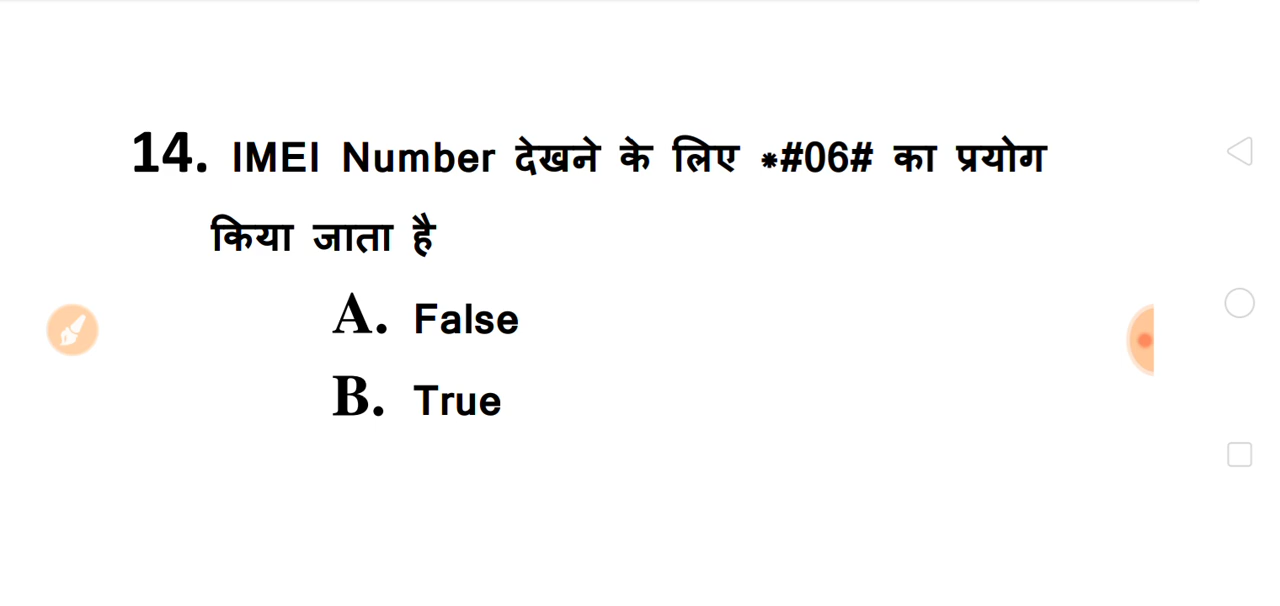 14. IMEI Number देखने के लिए *#06# का प्रयोग
किया जाता है
A. False
B. True